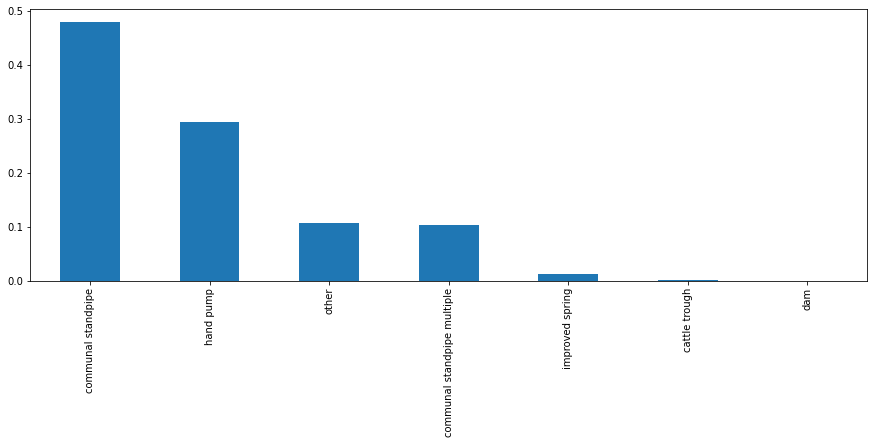 0.5
0.4
0.3
0.2
0.1
0.0
communal standpipe
hand pump
other
communal standpipe multiple
improved spring
cattle trough
dam